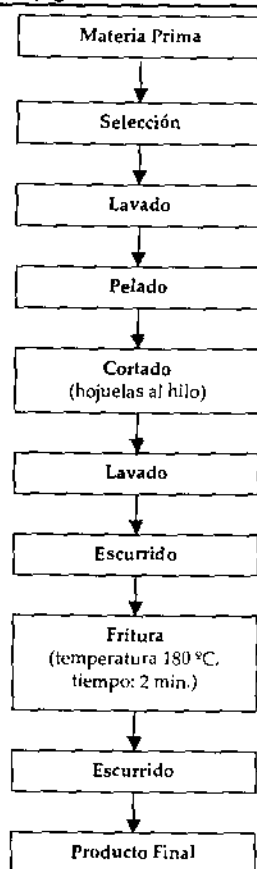 Materia Prima
Selección
Lavado
Pelado
Cortado
(hojuelas al hilo)
Lavado
Escurrido
Fritura
(temperatura 180 ºC,
tiempo: 2 min.)
Escurrido
Producto Final